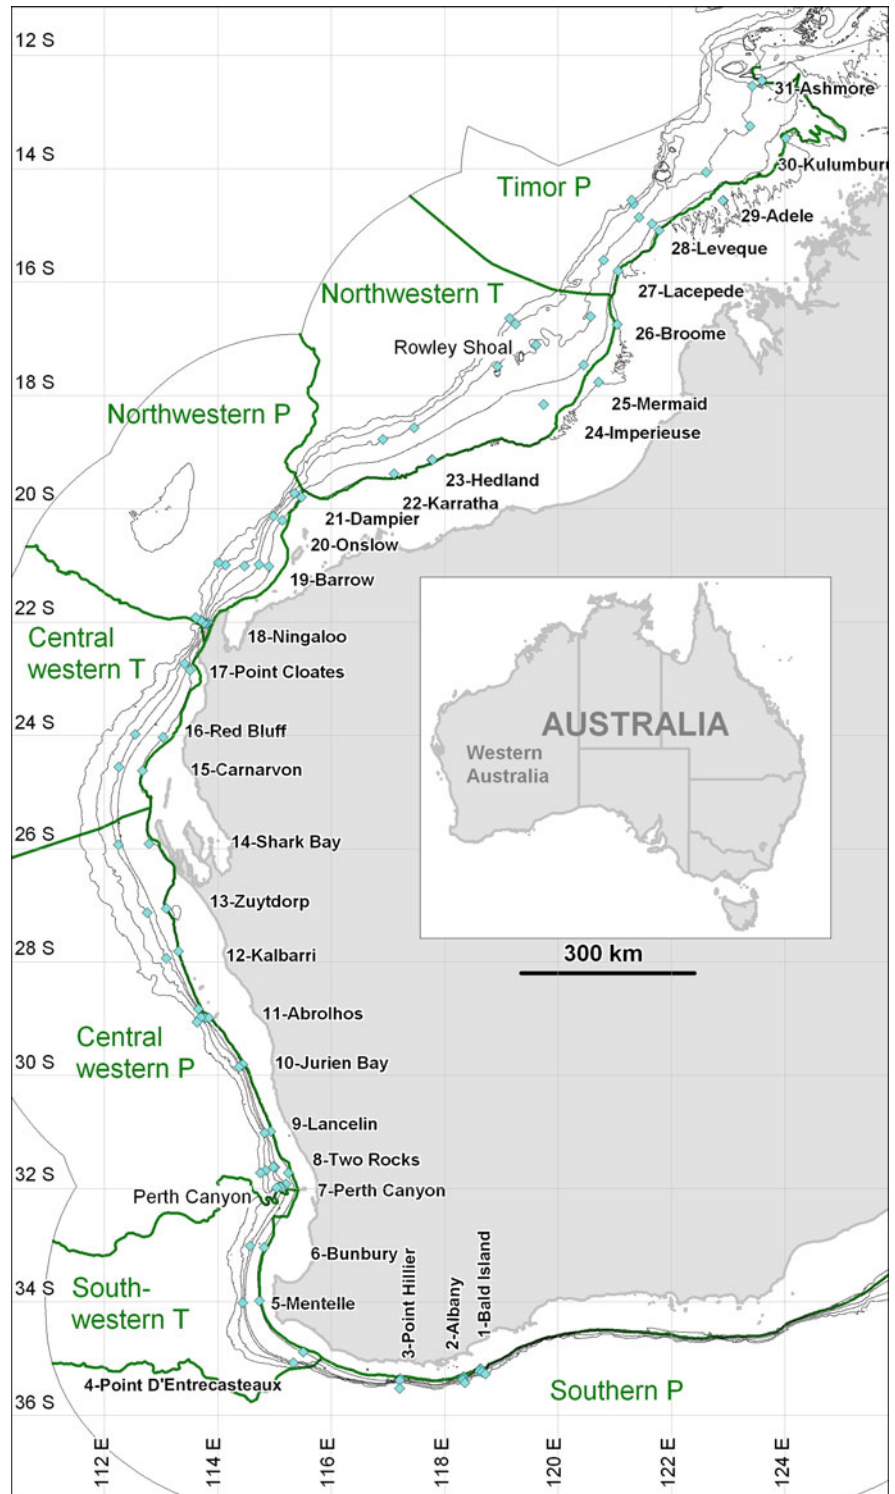 12 S
31-Ashmore
14 S
30-Kulumburu
Timor P
29-Adele
28-Leveque
16 S
27-Lacepede
Northwestern T
26-Broome
Rowley Shoal
18 S
25-Mermaid
Northwestern P
24-Imperieuse
23-Hedland
20 S
22-Karratha
21-Dampier
20-Onslow
19-Barrow
22 S
18-Ningaloo
Central
western T
17-Point Cloates
24 S
16-Red Bluff
15-Carnarvon
AUSTRALIA
Western
Australia
26 S
14-Shark Bay
13-Zuytdorp
28 S
12-Kalbarri
300 km
11-Abrolhos
Central
western P
30 S
10-Jurien Bay
9-Lancelin
32 S
8-Two Rocks
Perth Canyon
7-Perth Canyon
6-Bunbury
34 S
South-
western T
5-Mentelle
3-Point Hillier
2-Albany
1-Bald Island
4-Point D'Entrecasteaux
Southern P
36 S
112 E
114 E
116 E
118 E
120 E
122 E
124 E